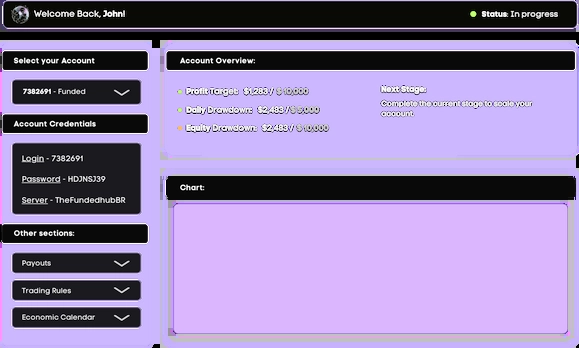 Welcome Back, John!
Status: In progress
Select your Account
7382691 - Funded
Account Credentials
Login - 7382691
Password - HDJNSJ39
Server - TheFundedhubBR
Other sections:
Payouts
Trading Rules
Economic Calendar
Account Overview:
Profit Target: $1,283 / $10,000
Daily Drawdown: $2,483 / $5,000
Equity Drawdown: $2,483 / $10,000
Next Stage:
Complete the current stage to scale your
account.
Chart: